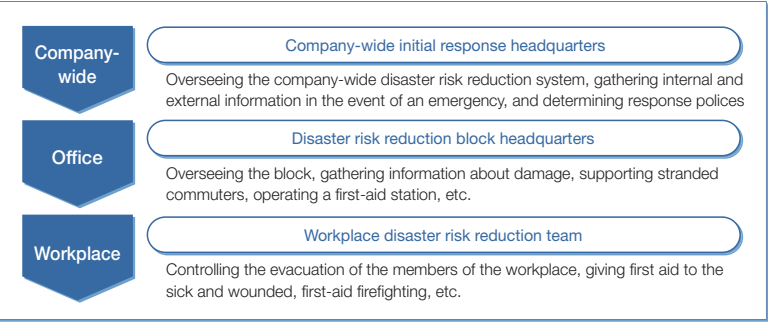 Company-
wide
Company-wide initial response headquarters
Overseeing the company-wide disaster risk reduction system, gathering internal and
external information in the event of an emergency, and determining response polices
Office
Disaster risk reduction block headquarters
Overseeing the block, gathering information about damage, supporting stranded
commuters, operating a first-aid station, etc.
Workplace
Workplace disaster risk reduction team
Controlling the evacuation of the members of the workplace, giving first aid to the
sick and wounded, first-aid firefighting, etc.